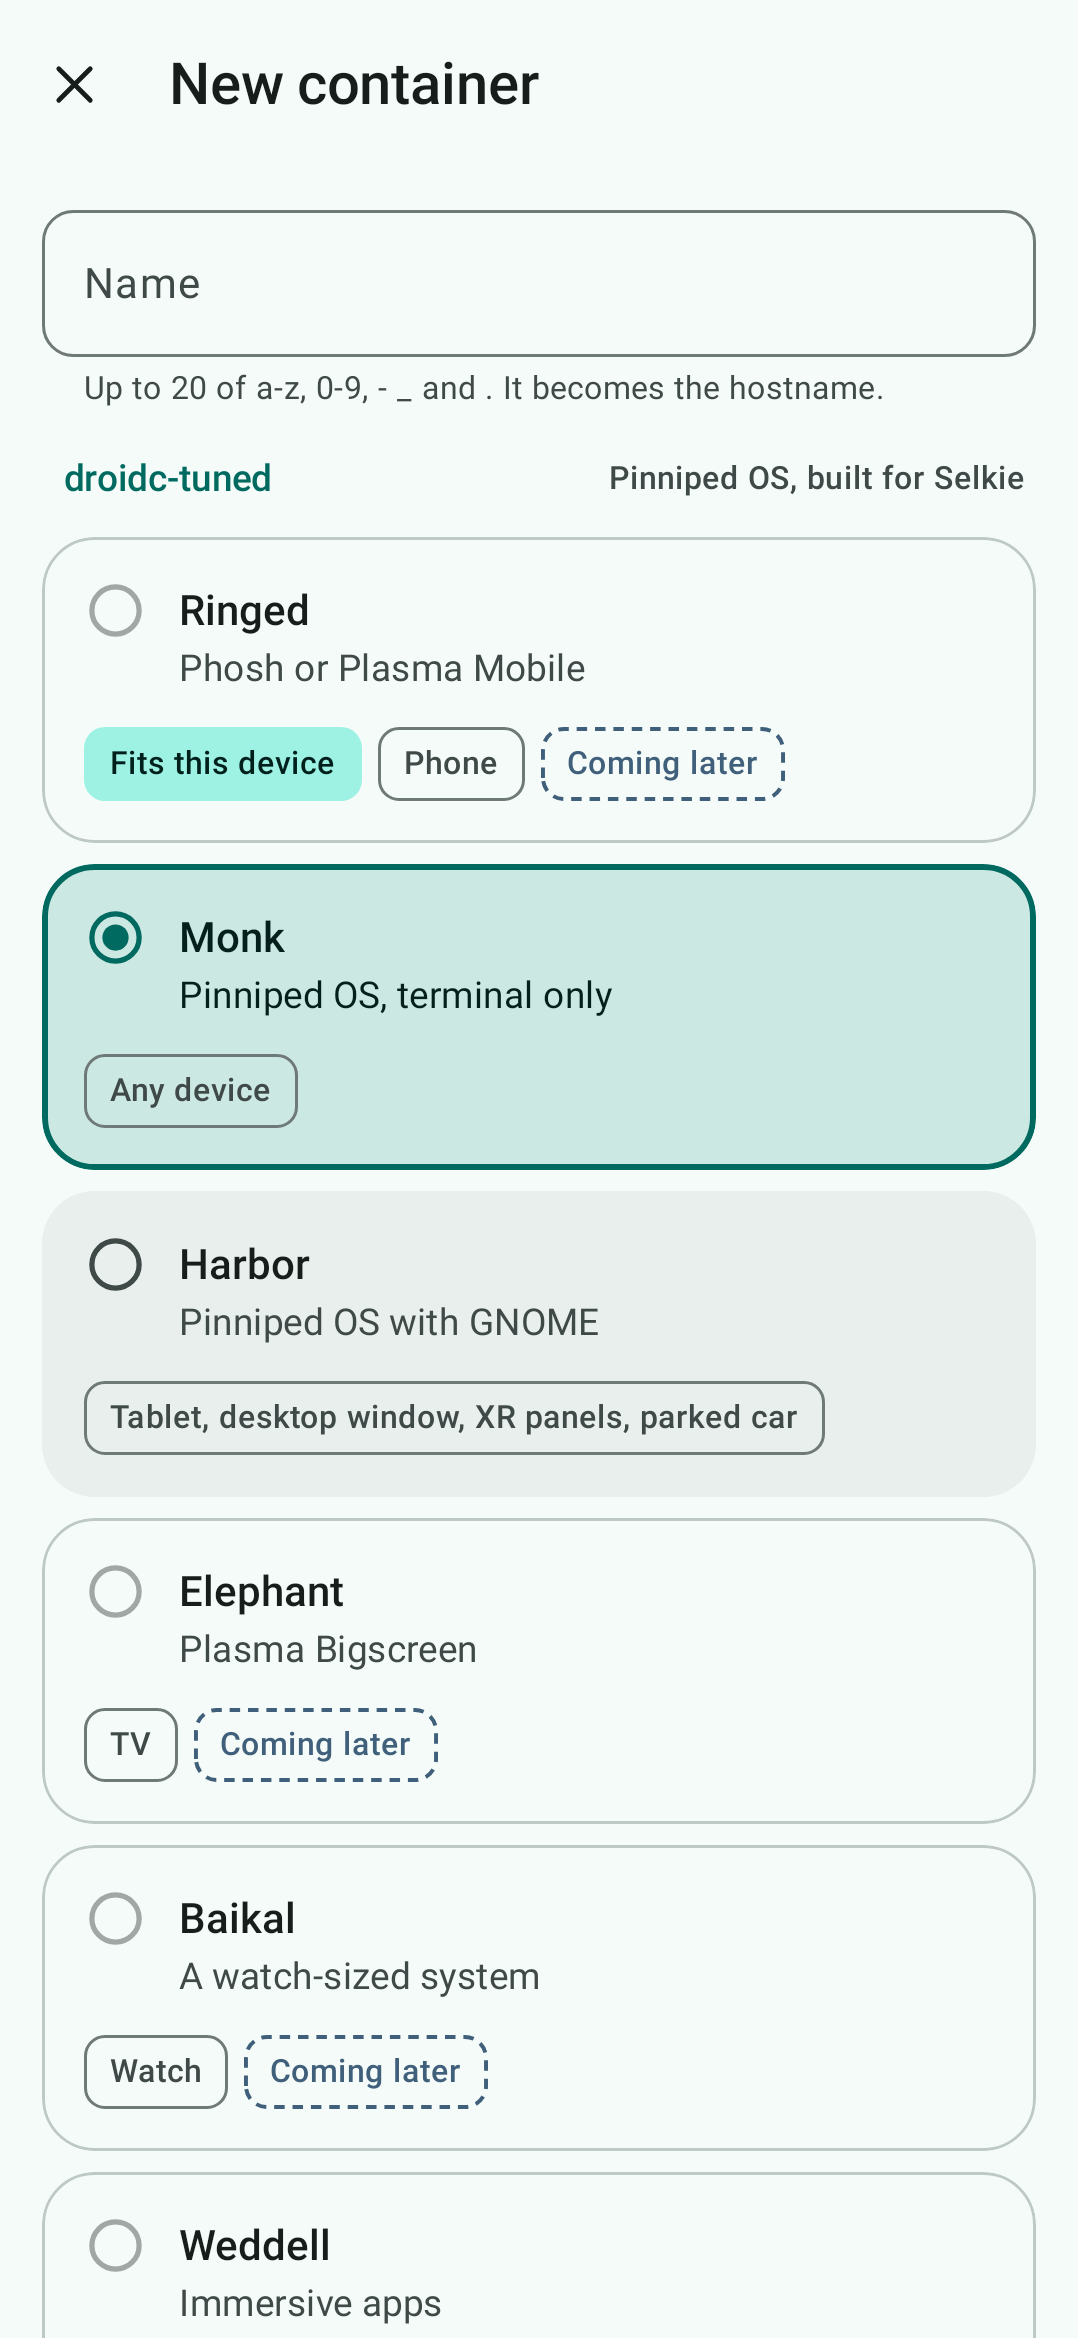 New container
Name
Up to 20 of a-z, 0-9, - _ and . It becomes the hostname.
droidc-tuned
Pinniped OS, built for Selkie
Ringed
Phosh or Plasma Mobile
Fits this device
Phone
Coming later
Monk
Pinniped OS, terminal only
Any device
Harbor
Pinniped OS with GNOME
Tablet, desktop window, XR panels, parked car
Elephant
Plasma Bigscreen
TV
Coming later
Baikal
A watch-sized system
Watch
Coming later
Weddell
Immersive apps